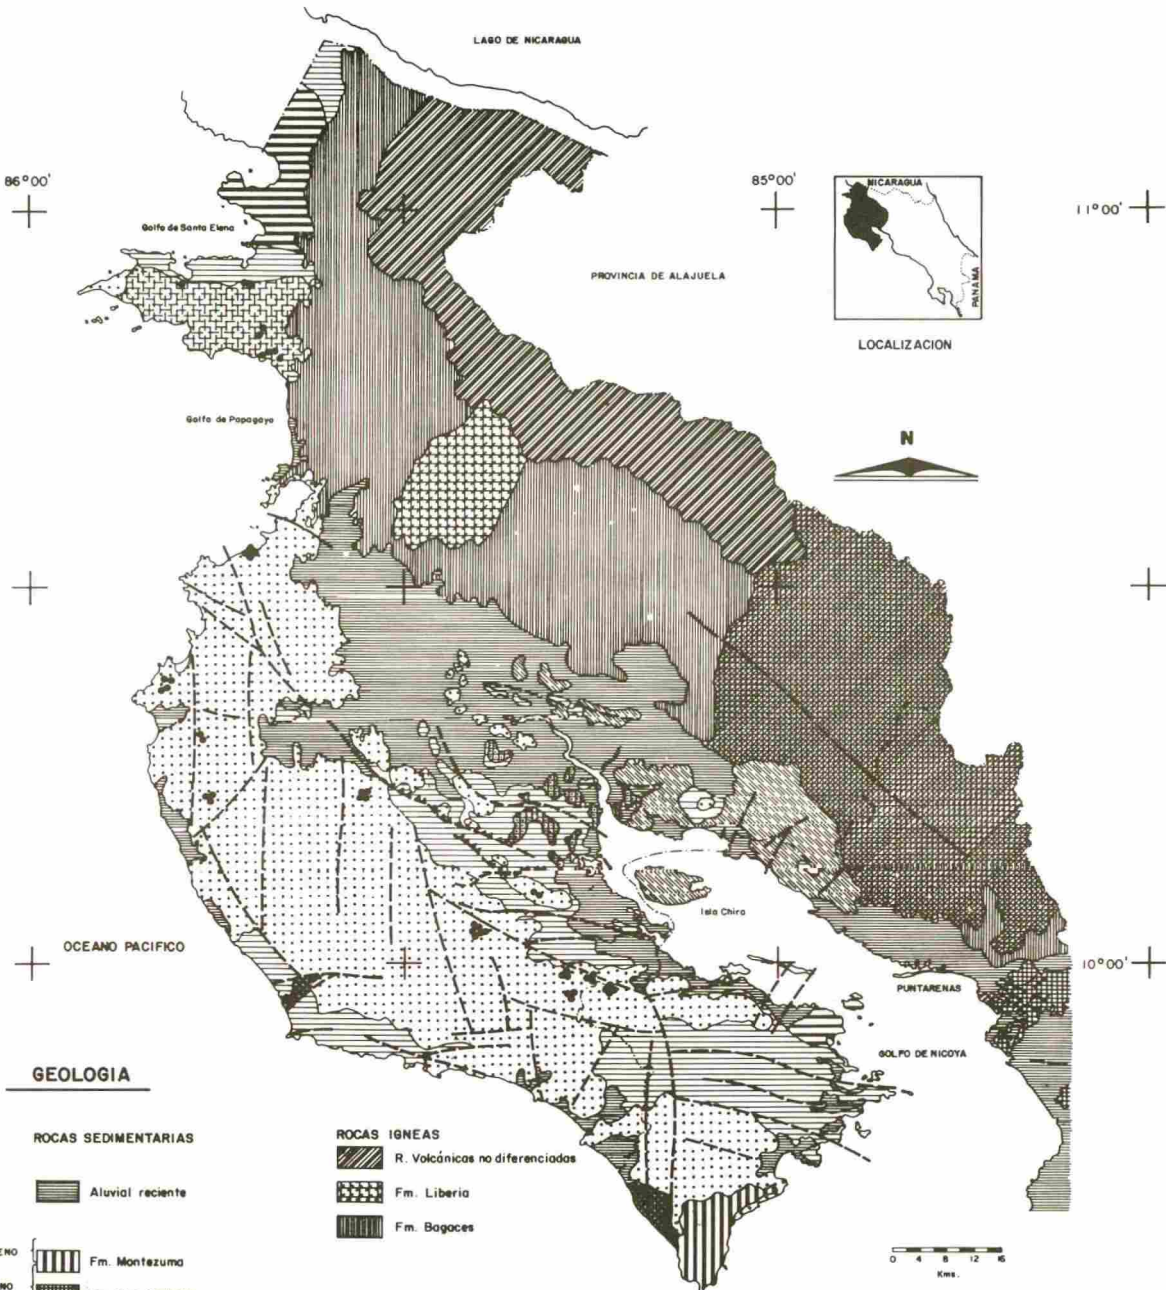 LAGO DE NICARAGUA
86°00'
85°00'
11°00'
NICARAGUA
PANAMA
LOCALIZACION
Golfo de Santa Elena
PROVINCIA DE ALAJUELA
Golfo de Papagayo
N
Isla Chira
OCEANO PACIFICO
10°00'
PUNTARENAS
GOLFO DE NICOYA
GEOLOGIA
ROCAS SEDIMENTARIAS
Aluvial reciente
ENO
Fm. Montezuma
NO
ROCAS IGNEAS
R. Volcánicas no diferenciadas
Fm. Liberia
Fm. Bagaces
0 4 8 12 16
Kms.